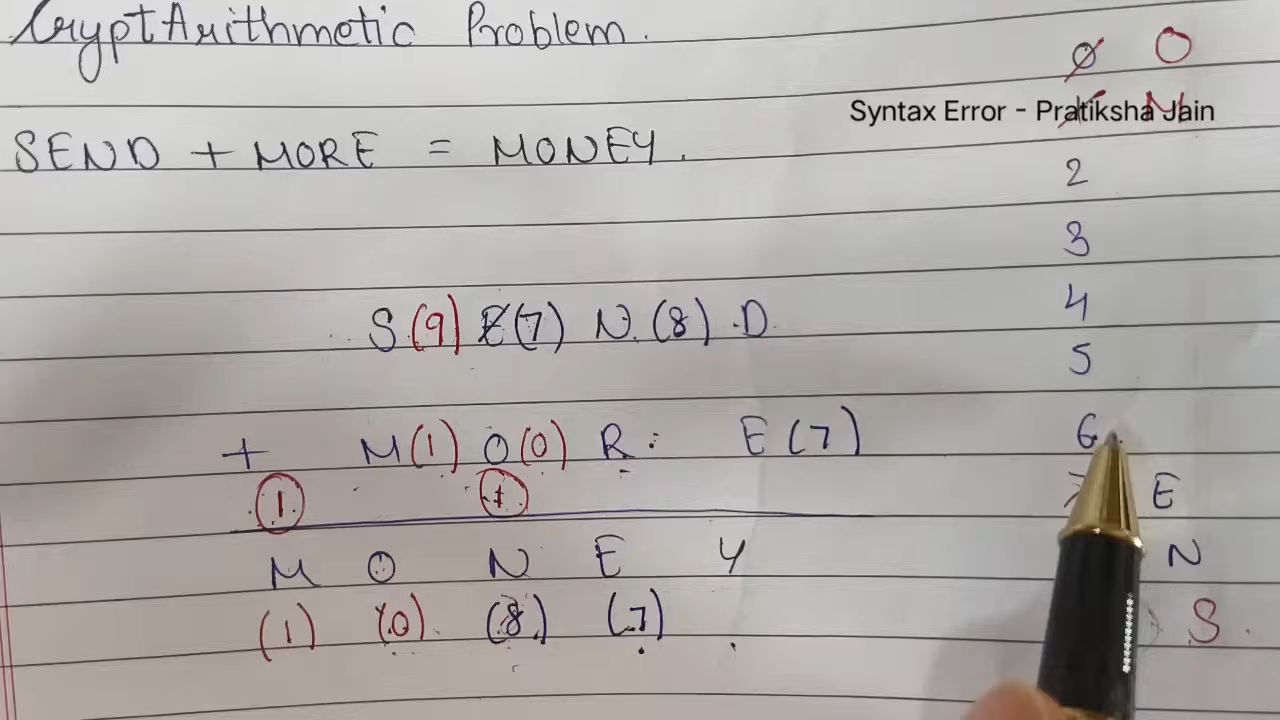 CryptArithmetic Problem.
0 O
Syntax Error - Pratiksha Jain
SEND + MORE = MONEY.
2
3
4
S(9) E(7) N.(8) .D
5
+ M(1) O(0) R: E(7)
6
1 1
7 E
M O N E Y
N
(1) (0) (8) (7)
S.